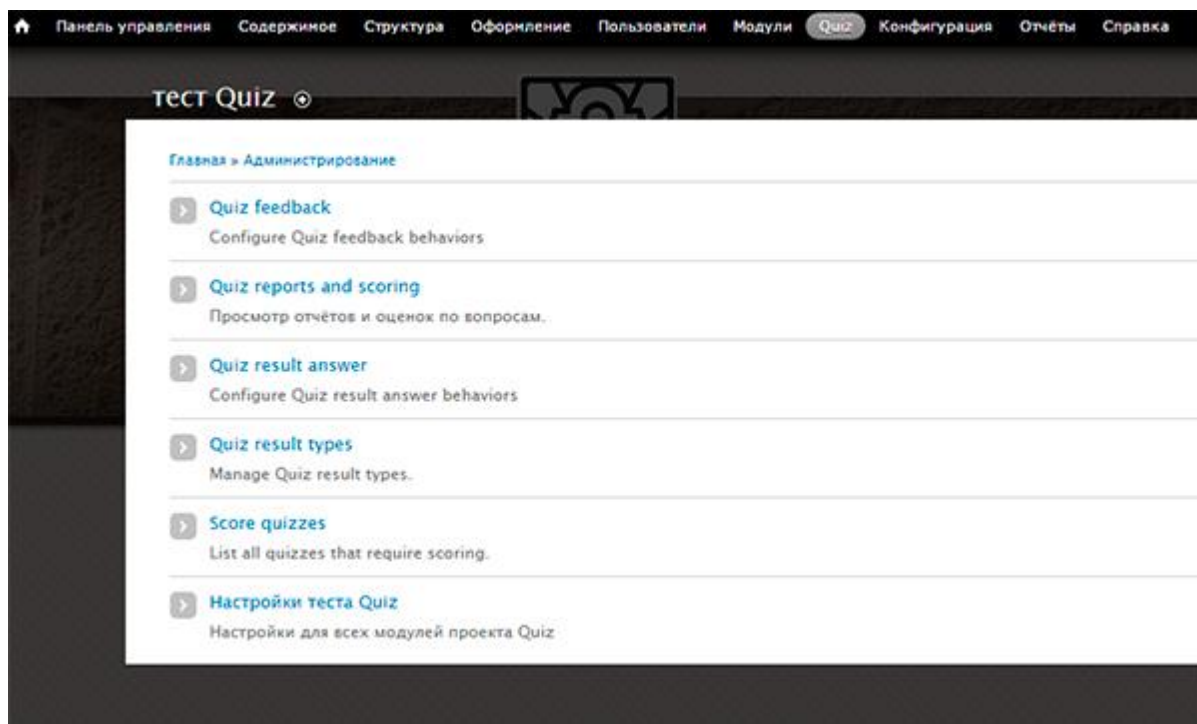 Панель управления Содержимое Структура Оформление Пользователи Модули Quiz Конфигурация Отчёты Справка
тест Quiz
Главная » Администрирование
Quiz feedback
Configure Quiz feedback behaviors
Quiz reports and scoring
Просмотр отчётов и оценок по вопросам.
Quiz result answer
Configure Quiz result answer behaviors
Quiz result types
Manage Quiz result types.
Score quizzes
List all quizzes that require scoring.
Настройки теста Quiz
Настройки для всех модулей проекта Quiz